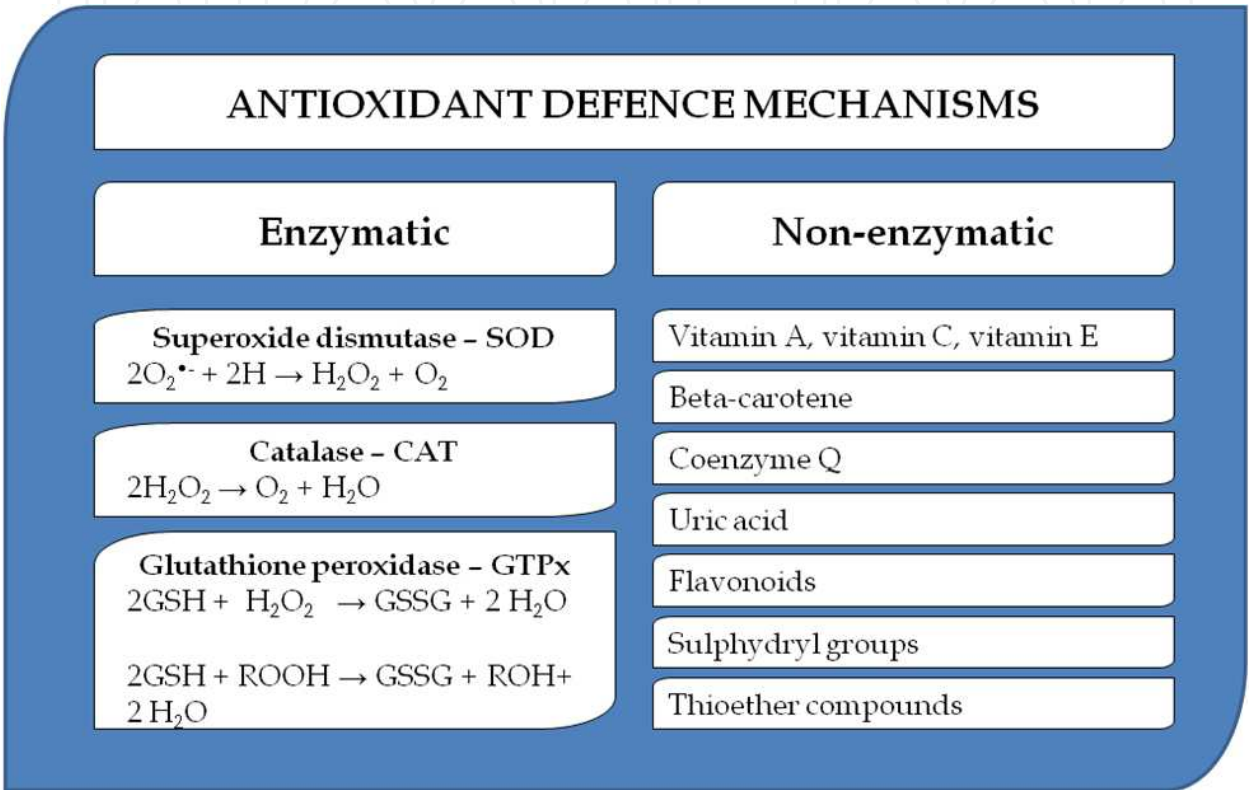 ANTIOXIDANT DEFENCE MECHANISMS
Enzymatic
Superoxide dismutase – SOD
2O₂•- + 2H → H₂O₂ + O₂
Catalase – CAT
2H₂O₂ → O₂ + H₂O
Glutathione peroxidase – GTPx
2GSH + H₂O₂ → GSSG + 2 H₂O
2GSH + ROOH → GSSG + ROH+
2 H₂O
Non-enzymatic
Vitamin A, vitamin C, vitamin E
Beta-carotene
Coenzyme Q
Uric acid
Flavonoids
Sulphydryl groups
Thioether compounds